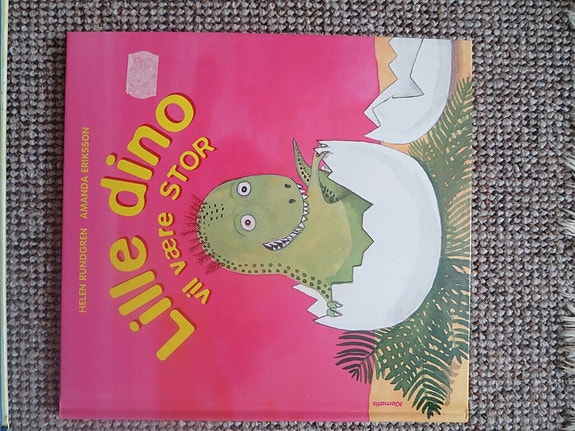 HELEN RUNDGREN AMANDA ERIKSSON
Lille dino
vil være STOR
Klematis